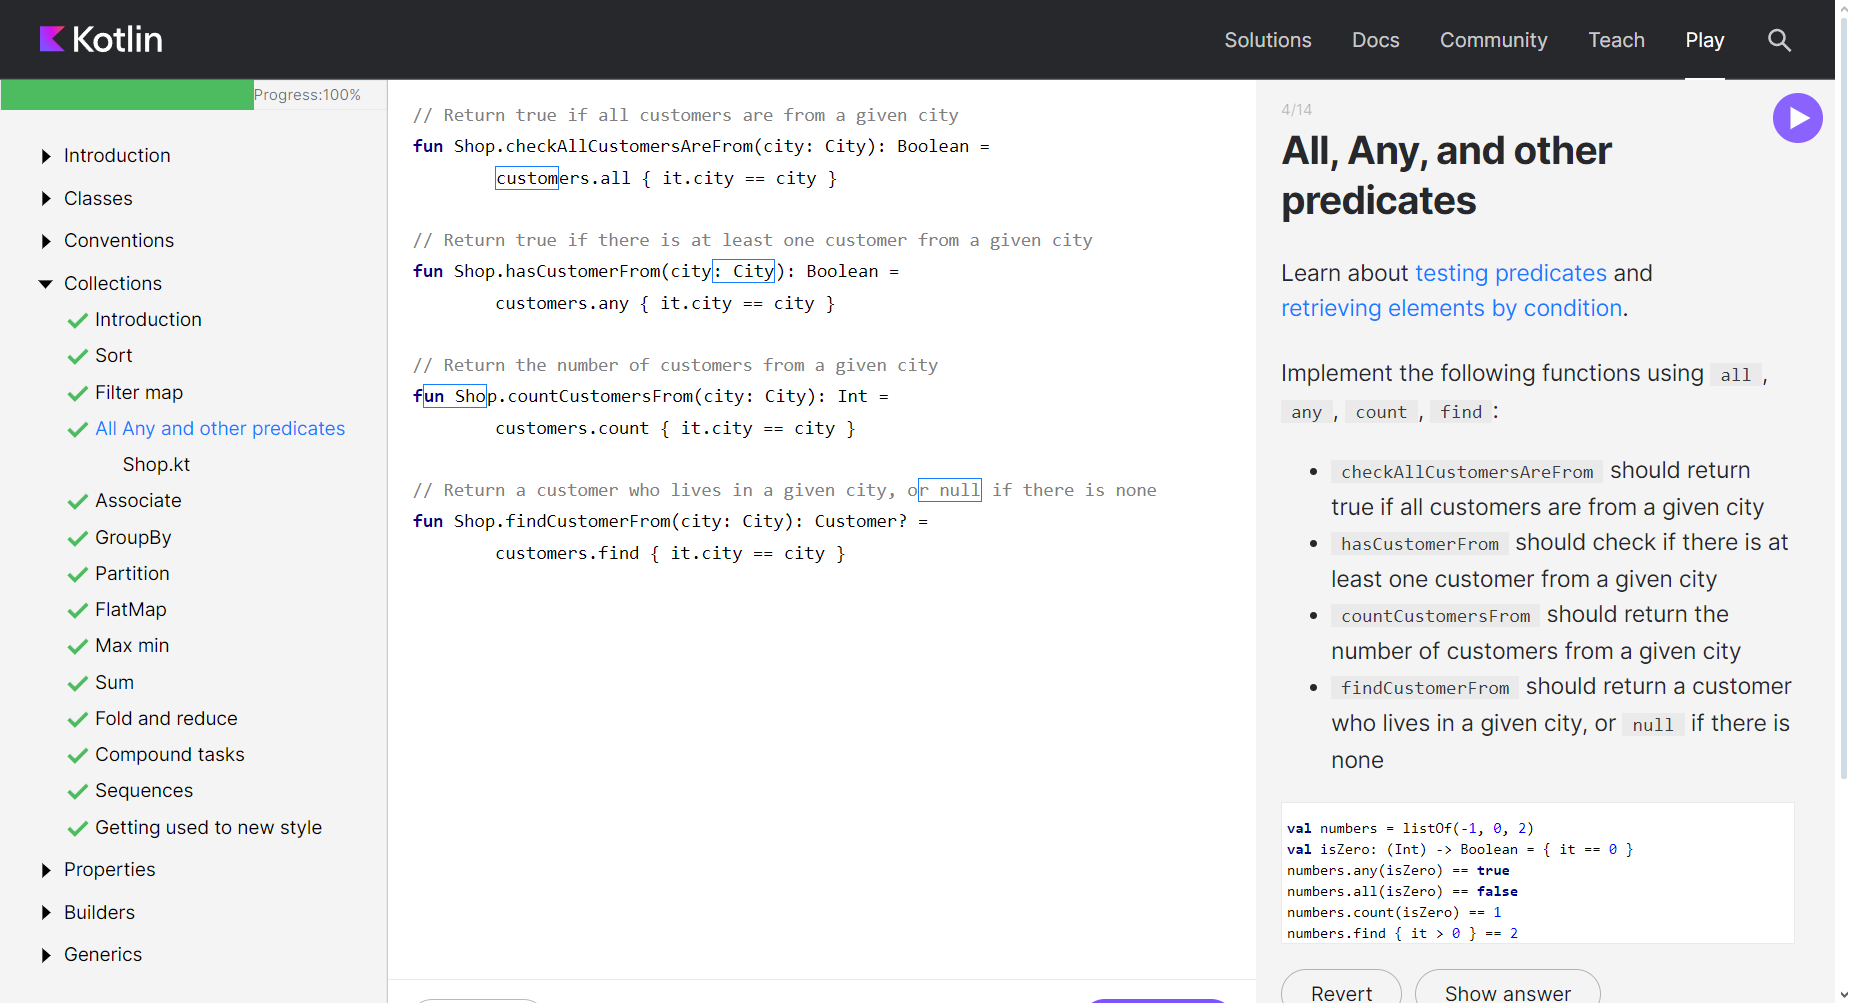 Kotlin
Solutions
Docs
Community
Teach
Play
Progress:100%
Introduction
Classes
Conventions
Collections
Introduction
Sort
Filter map
All Any and other predicates
Shop.kt
Associate
GroupBy
Partition
FlatMap
Max min
Sum
Fold and reduce
Compound tasks
Sequences
Getting used to new style
Properties
Builders
Generics
// Return true if all customers are from a given city
fun Shop.checkAllCustomersAreFrom(city: City): Boolean =
customers.all { it.city == city }
// Return true if there is at least one customer from a given city
fun Shop.hasCustomerFrom(city: City): Boolean =
customers.any { it.city == city }
// Return the number of customers from a given city
fun Shop.countCustomersFrom(city: City): Int =
customers.count { it.city == city }
// Return a customer who lives in a given city, or null if there is none
fun Shop.findCustomerFrom(city: City): Customer? =
customers.find { it.city == city }
4/14
All, Any, and other
predicates
Learn about testing predicates and
retrieving elements by condition.
Implement the following functions using all ,
any , count , find :
checkAllCustomersAreFrom should return
true if all customers are from a given city
hasCustomerFrom should check if there is at
least one customer from a given city
countCustomersFrom should return the
number of customers from a given city
findCustomerFrom should return a customer
who lives in a given city, or null if there is
none
val numbers = listOf(-1, 0, 2)
val isZero: (Int) -> Boolean = { it == 0 }
numbers.any(isZero) == true
numbers.all(isZero) == false
numbers.count(isZero) == 1
numbers.find { it > 0 } == 2
Revert
Show answer